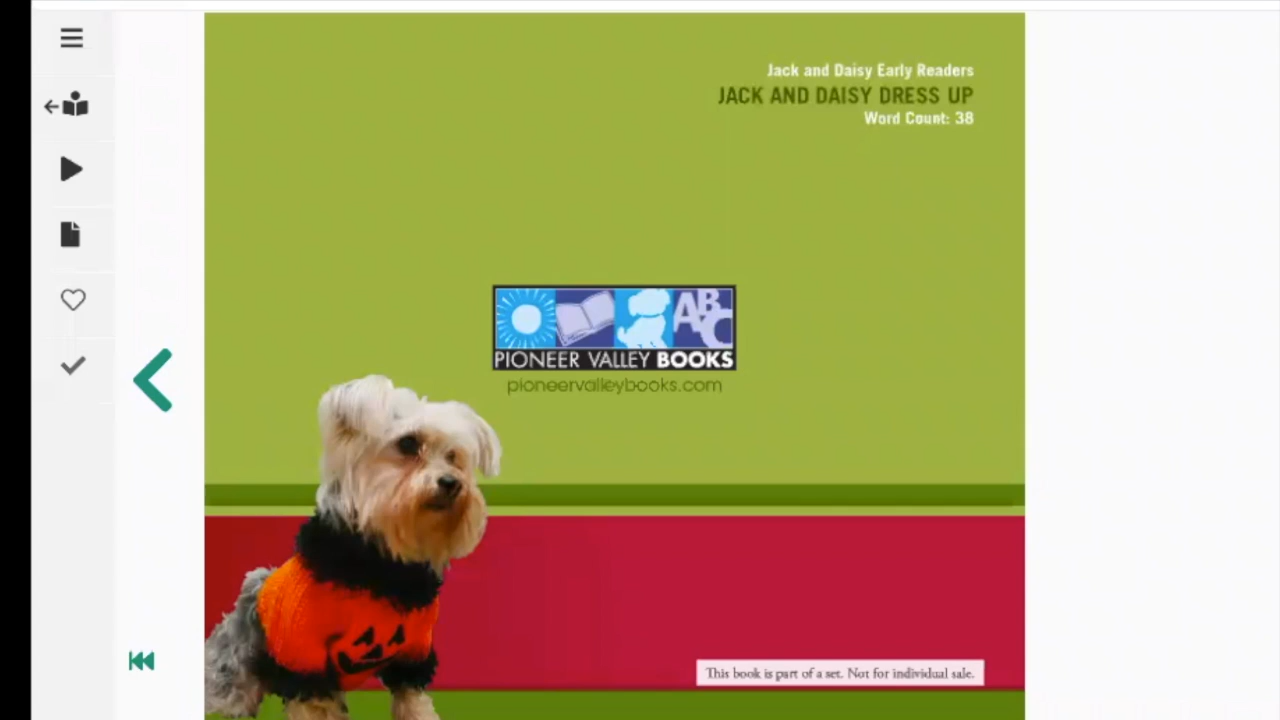 Jack and Daisy Early Readers
JACK AND DAISY DRESS UP
Word Count: 38
ABC
PIONEER VALLEY BOOKS
pioneervalleybooks.com
This book is part of a set. Not for individual sale.